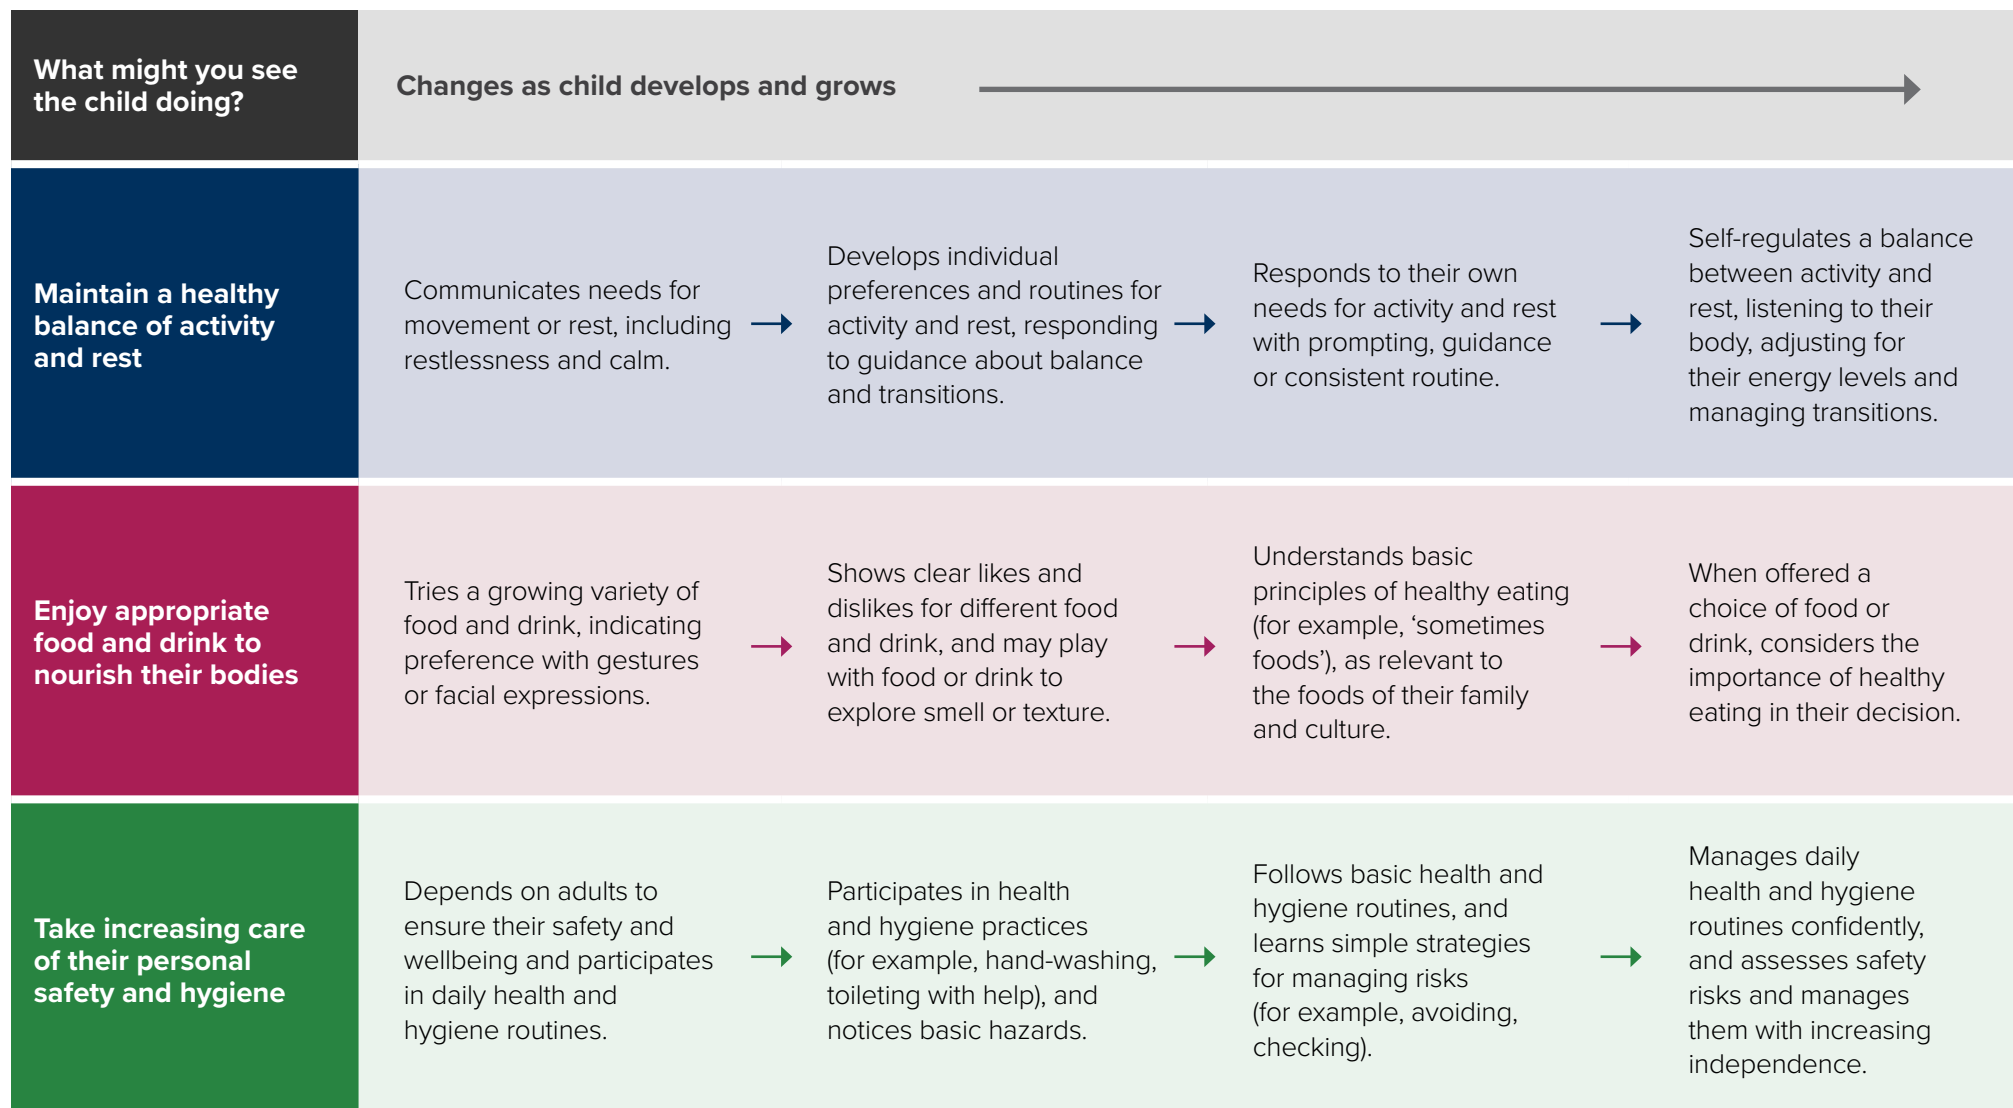 What might you see
the child doing?
Changes as child develops and grows
Maintain a healthy
balance of activity
and rest
Communicates needs for
movement or rest, including
restlessness and calm.
Develops individual
preferences and routines for
activity and rest, responding
to guidance about balance
and transitions.
Responds to their own
needs for activity and rest
with prompting, guidance
or consistent routine.
Self-regulates a balance
between activity and
rest, listening to their
body, adjusting for
their energy levels and
managing transitions.
Enjoy appropriate
food and drink to
nourish their bodies
Tries a growing variety of
food and drink, indicating
preference with gestures
or facial expressions.
Shows clear likes and
dislikes for different food
and drink, and may play
with food or drink to
explore smell or texture.
Understands basic
principles of healthy eating
(for example, ‘sometimes
foods’), as relevant to
the foods of their family
and culture.
When offered a
choice of food or
drink, considers the
importance of healthy
eating in their decision.
Take increasing care
of their personal
safety and hygiene
Depends on adults to
ensure their safety and
wellbeing and participates
in daily health and
hygiene routines.
Participates in health
and hygiene practices
(for example, hand-washing,
toileting with help), and
notices basic hazards.
Follows basic health and
hygiene routines, and
learns simple strategies
for managing risks
(for example, avoiding,
checking).
Manages daily
health and hygiene
routines confidently,
and assesses safety
risks and manages
them with increasing
independence.